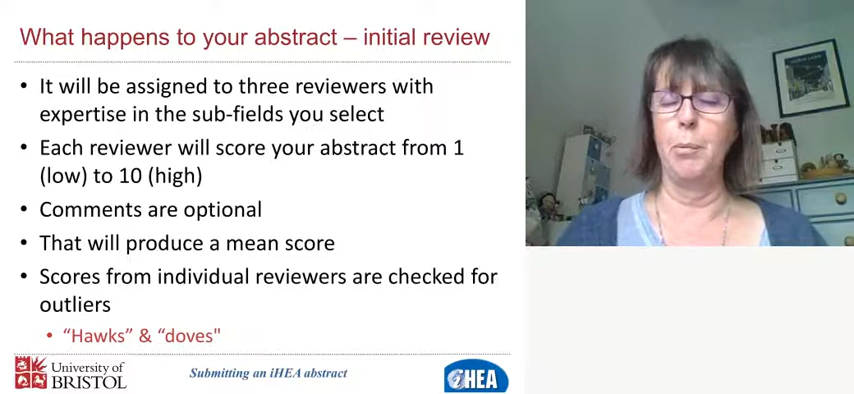 What happens to your abstract – initial review
• It will be assigned to three reviewers with
expertise in the sub-fields you select
• Each reviewer will score your abstract from 1
(low) to 10 (high)
• Comments are optional
• That will produce a mean score
• Scores from individual reviewers are checked for
outliers
• “Hawks” & “doves"
University of
BRISTOL
Submitting an iHEA abstract
iHEA